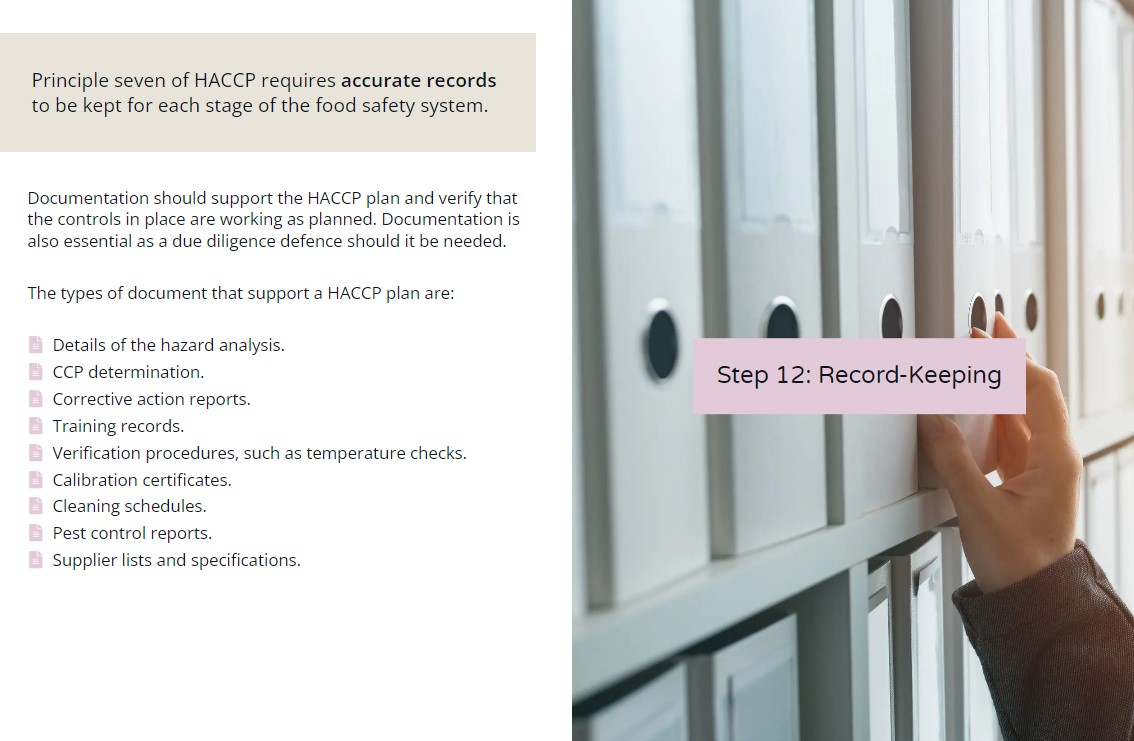 Principle seven of HACCP requires accurate records
to be kept for each stage of the food safety system.
Documentation should support the HACCP plan and verify that
the controls in place are working as planned. Documentation is
also essential as a due diligence defence should it be needed.
The types of document that support a HACCP plan are:
Details of the hazard analysis.
CCP determination.
Corrective action reports.
Training records.
Verification procedures, such as temperature checks.
Calibration certificates.
Cleaning schedules.
Pest control reports.
Supplier lists and specifications.
Step 12: Record-Keeping